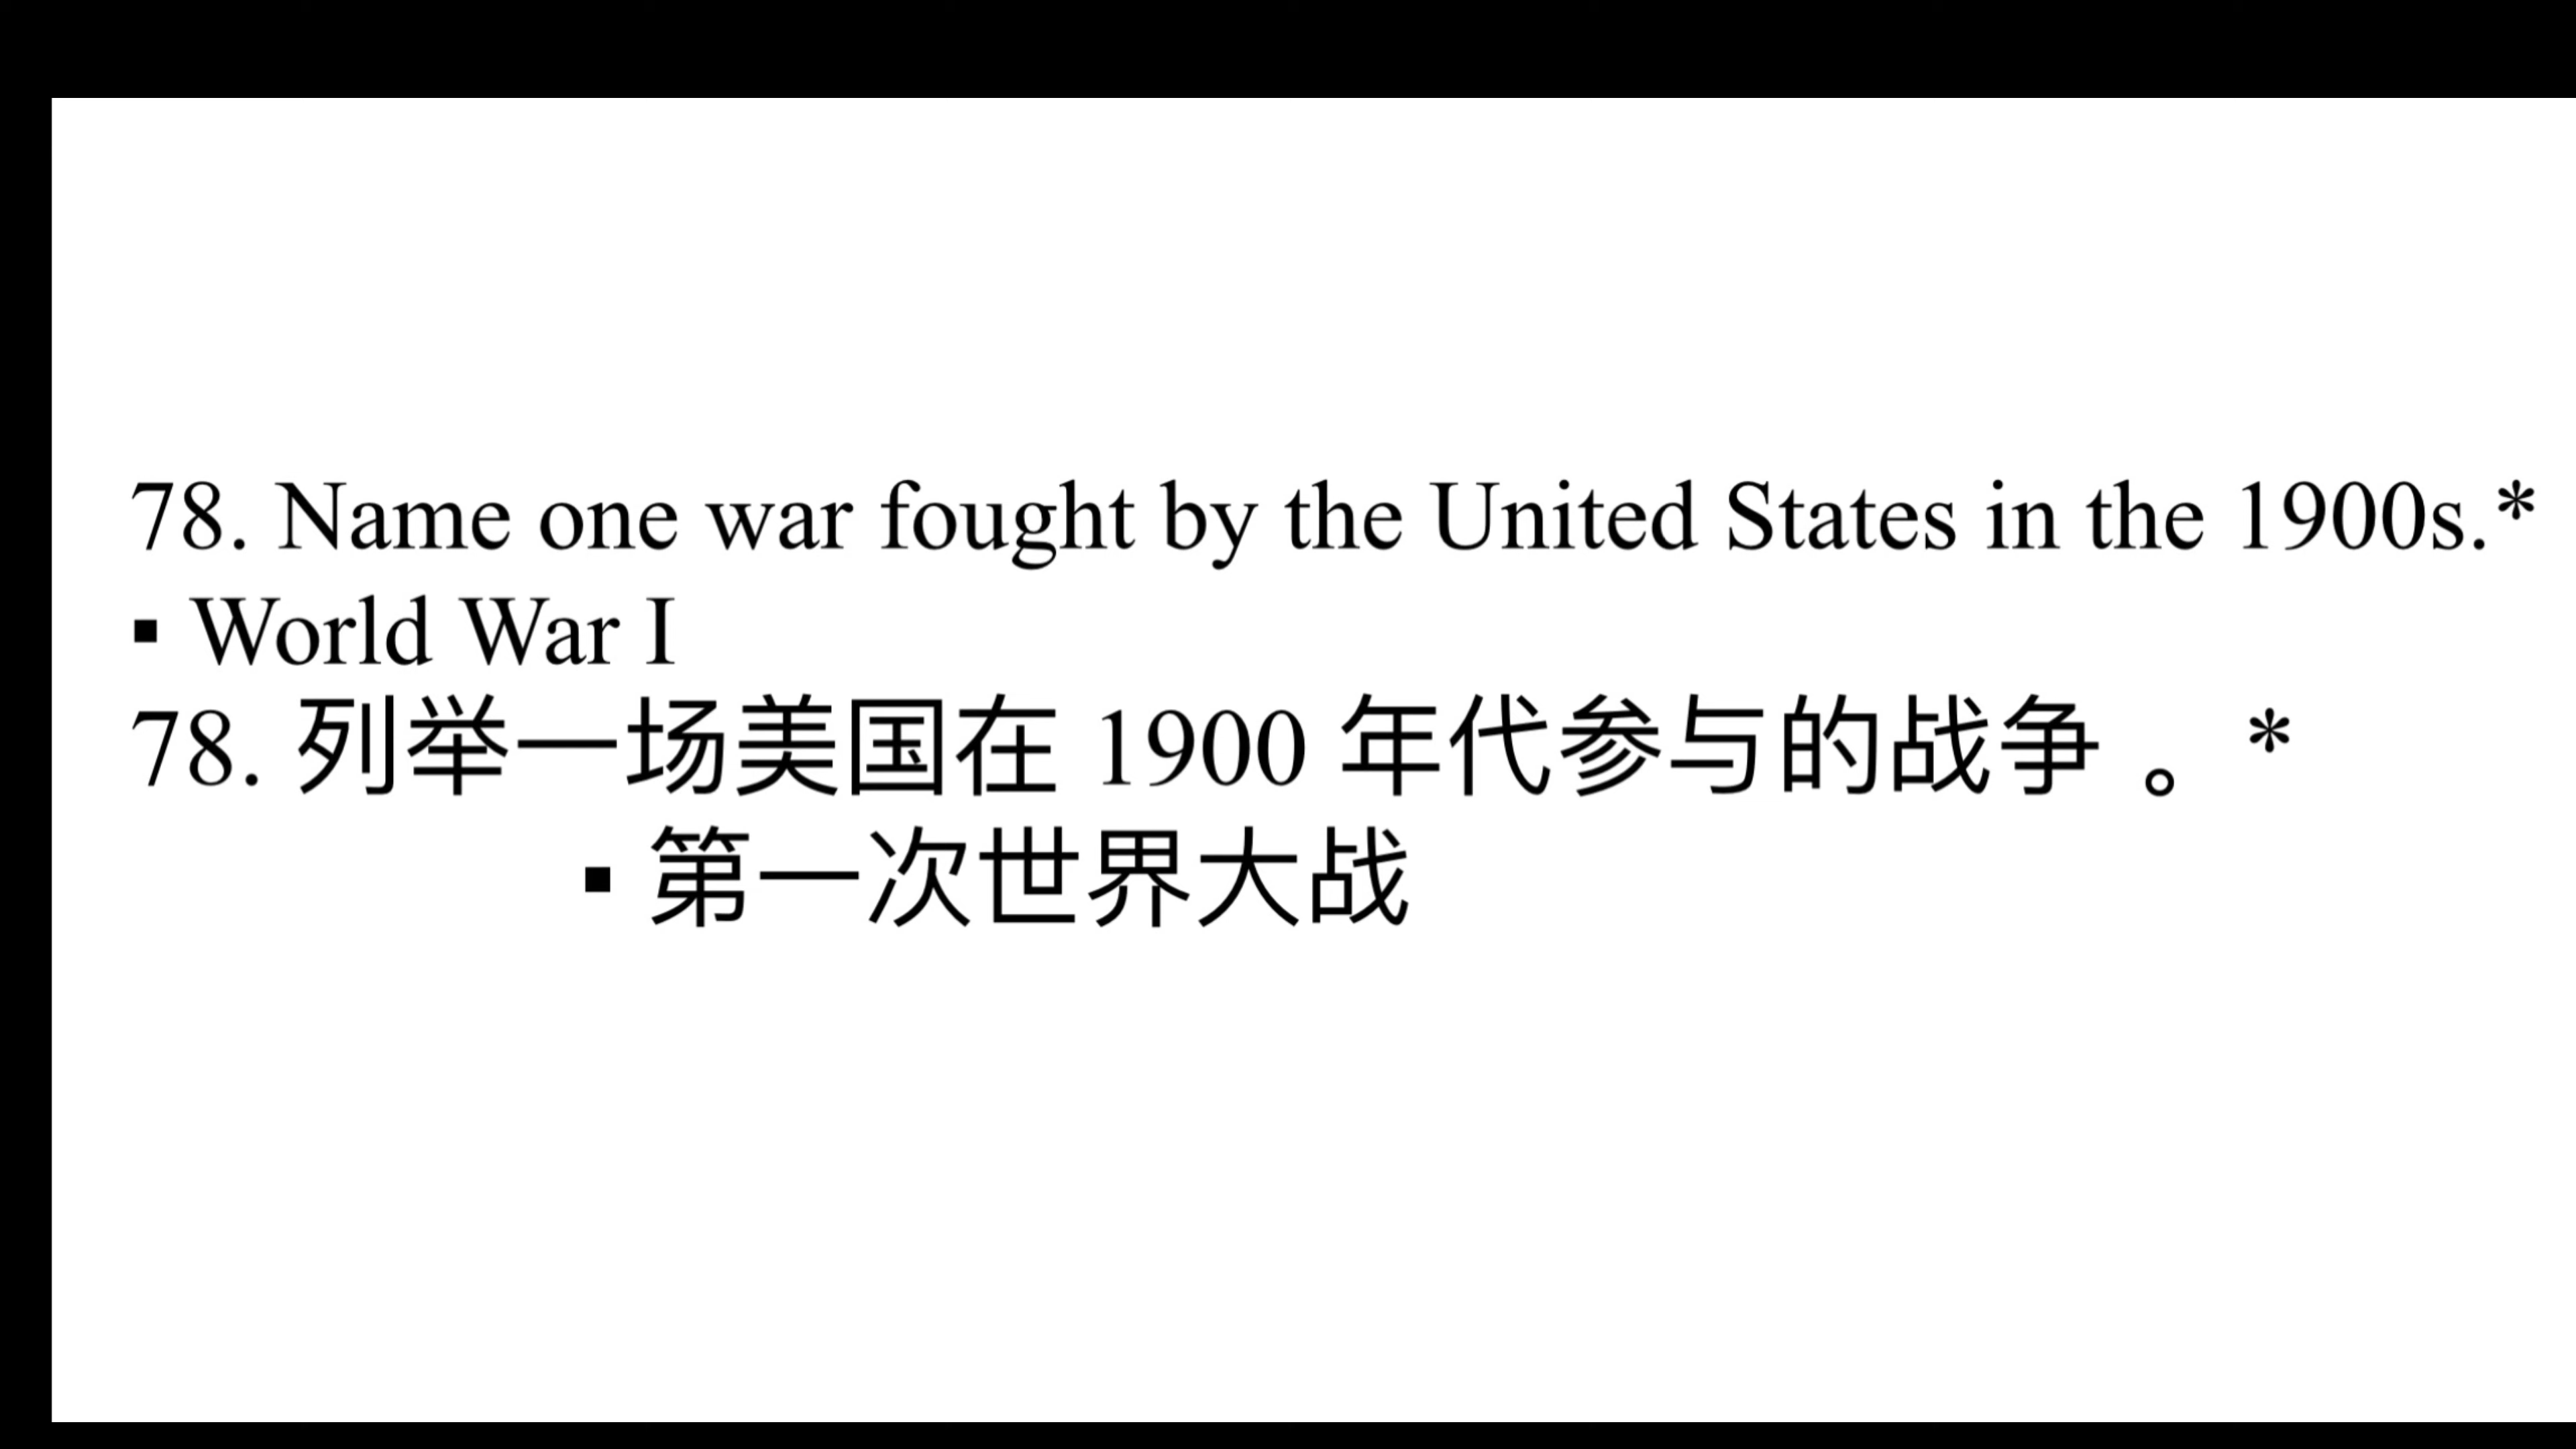 78. Name one war fought by the United States in the 1900s.*
▪ World War I
78. 列举一场美国在 1900 年代参与的战争 。 *
▪ 第一次世界大战